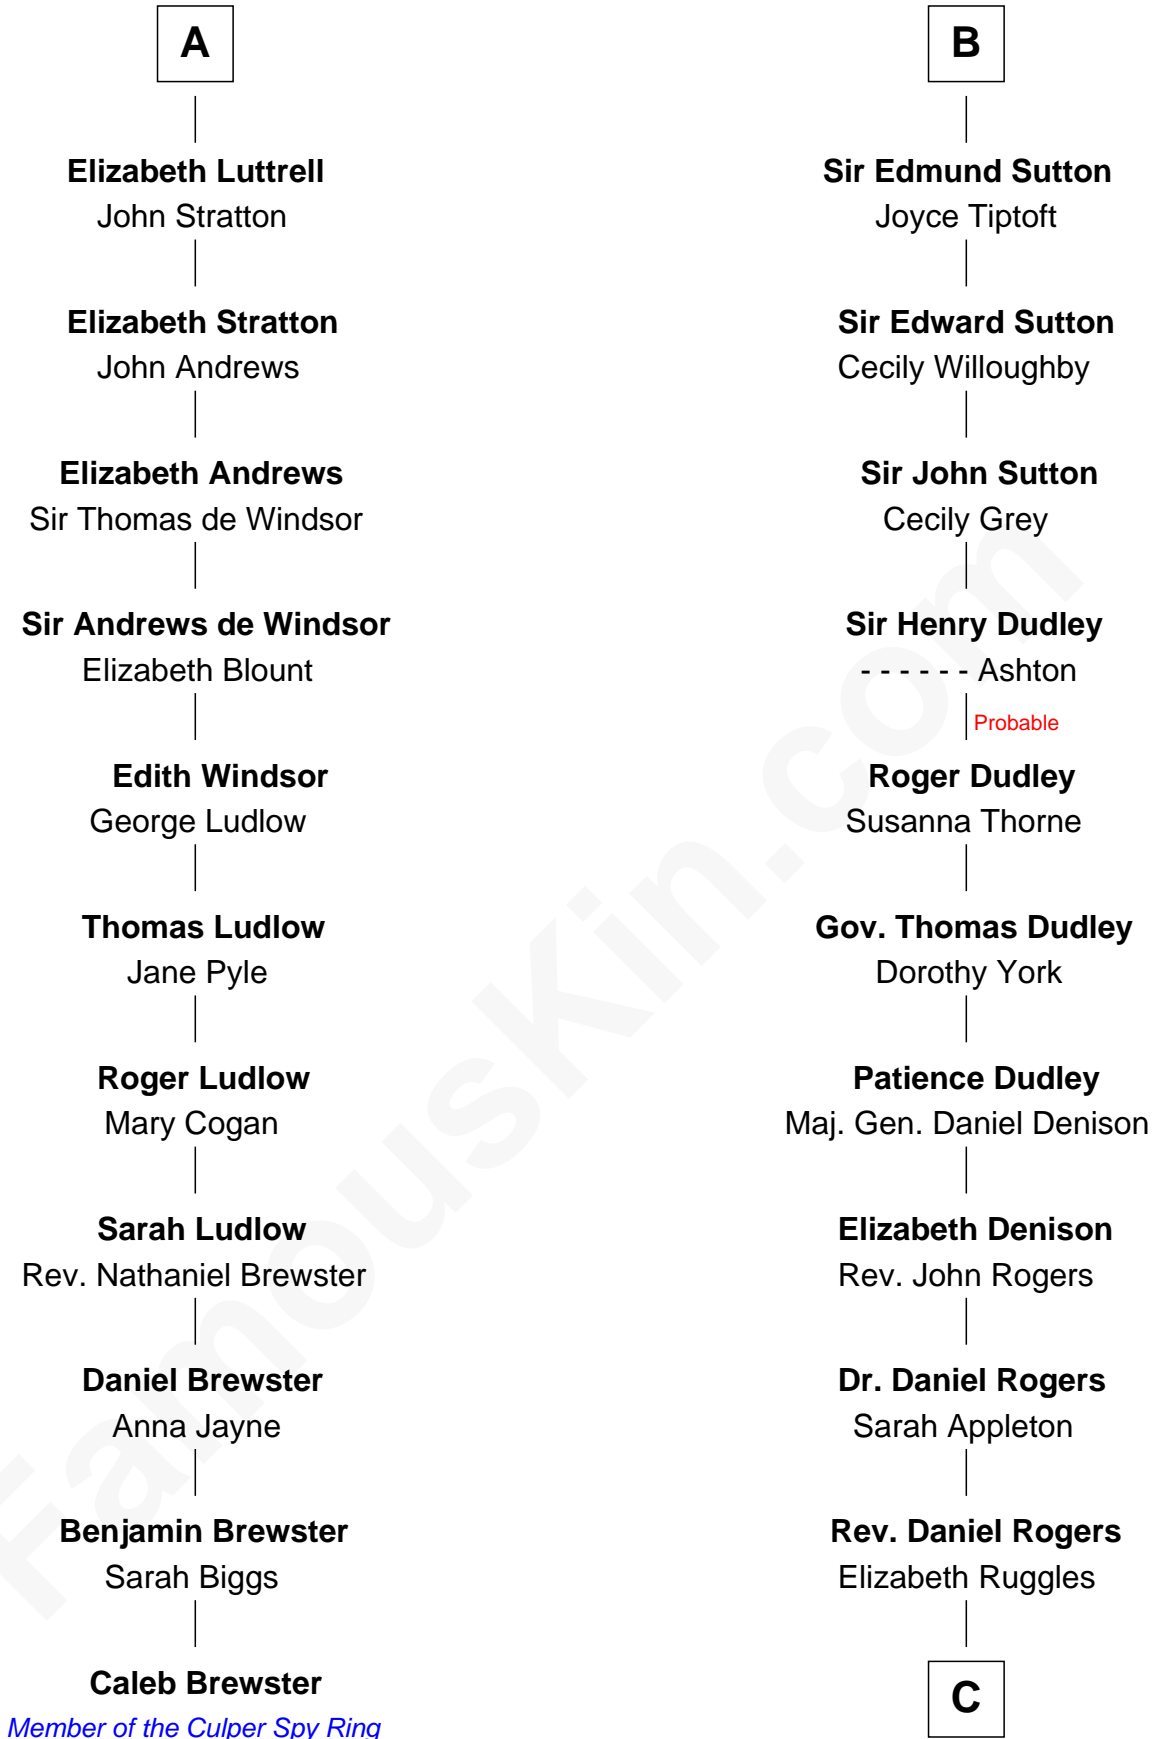 A
Elizabeth Luttrell
John Stratton
Elizabeth Stratton
John Andrews
Elizabeth Andrews
Sir Thomas de Windsor
Sir Andrews de Windsor
Elizabeth Blount
Edith Windsor
George Ludlow
Thomas Ludlow
Jane Pyle
Roger Ludlow
Mary Cogan
Sarah Ludlow
Rev. Nathaniel Brewster
Daniel Brewster
Anna Jayne
Benjamin Brewster
Sarah Biggs
Caleb Brewster
Member of the Culper Spy Ring
B
Sir Edmund Sutton
Joyce Tiptoft
Sir Edward Sutton
Cecily Willoughby
Sir John Sutton
Cecily Grey
Sir Henry Dudley
- - - - - - Ashton
Probable
Roger Dudley
Susanna Thorne
Gov. Thomas Dudley
Dorothy York
Patience Dudley
Maj. Gen. Daniel Denison
Elizabeth Denison
Rev. John Rogers
Dr. Daniel Rogers
Sarah Appleton
Rev. Daniel Rogers
Elizabeth Ruggles
C
FamousKin.com